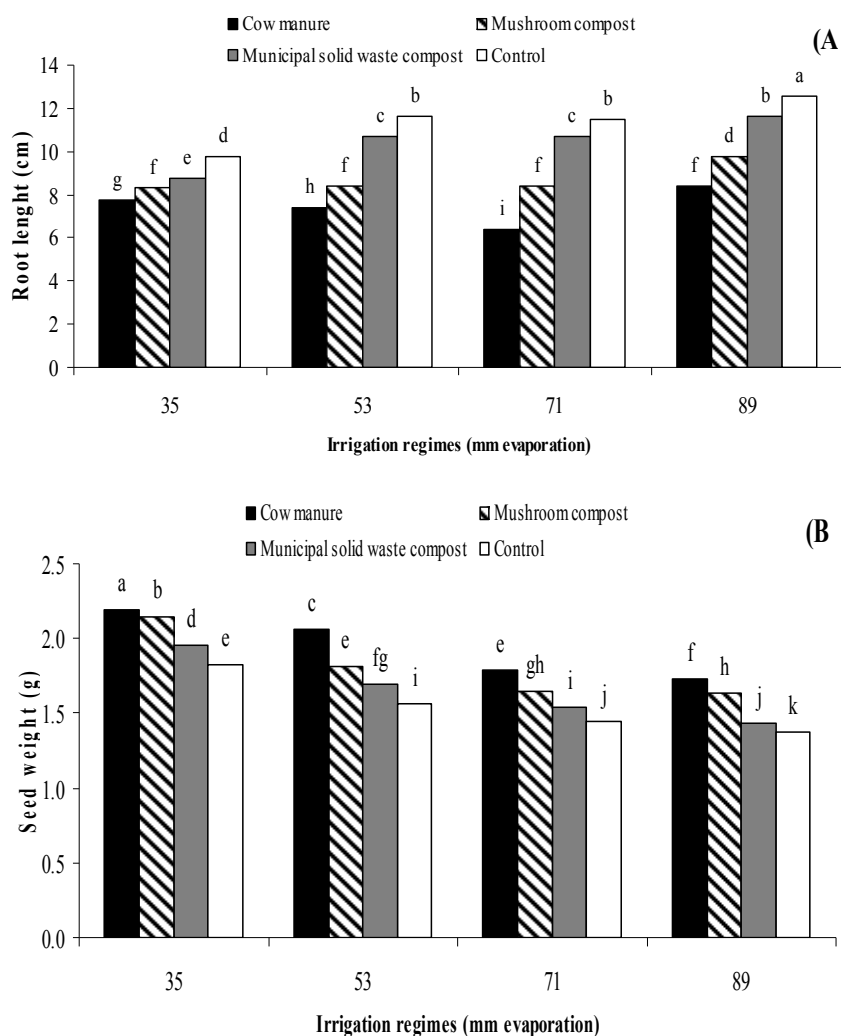 Cow manure Mushroom compost
Municipal solid waste compost Control
(A
14
12
10
8
6
4
2
0
Root lenght (cm)
g f e d h f c b i f c b f d b a
35 53 71 89
Irrigation regimes (mm evaporation)
Cow manure Mushroom compost
Municipal solid waste compost Control
(B
2.5
2.0
1.5
1.0
0.5
0.0
Seed weight (g)
a b d e c e fg i e gh i j f h j k
35 53 71 89
Irrigation regimes (mm evaporation)